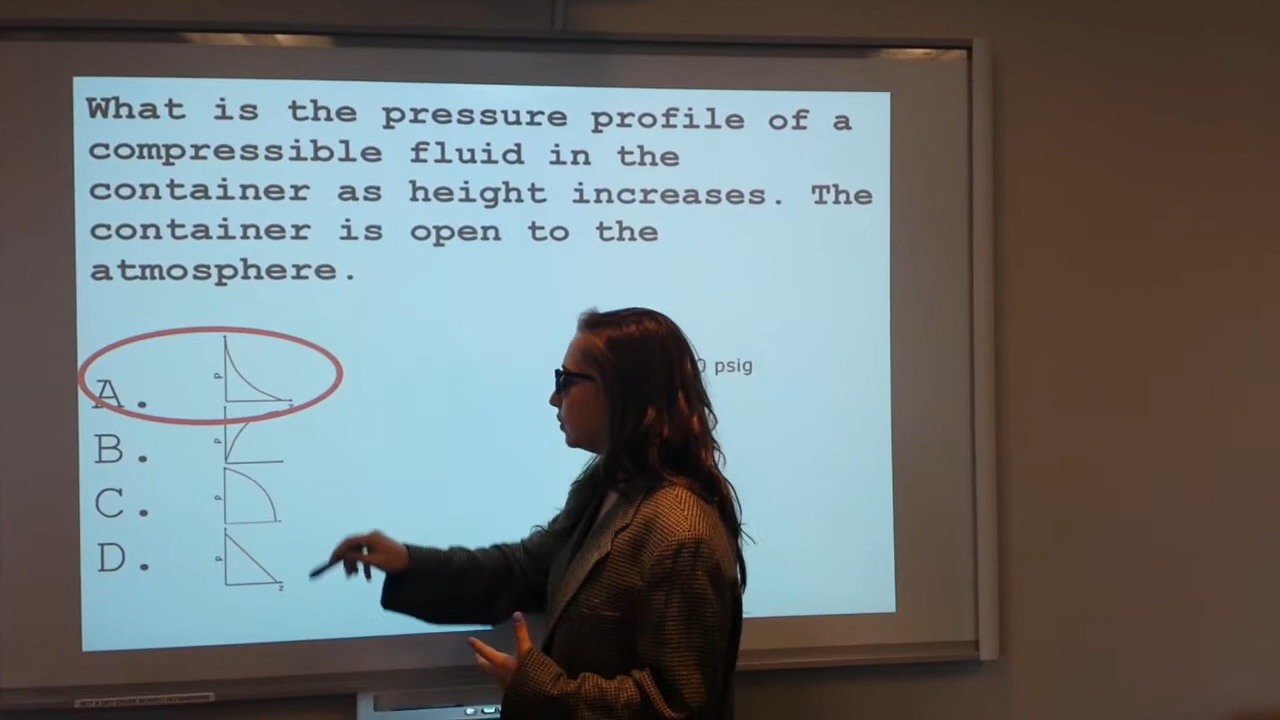 What is the pressure profile of a
compressible fluid in the
container as height increases. The
container is open to the
atmosphere.
0 psig
A.
P
B.
P
C.
P
D.
P
z